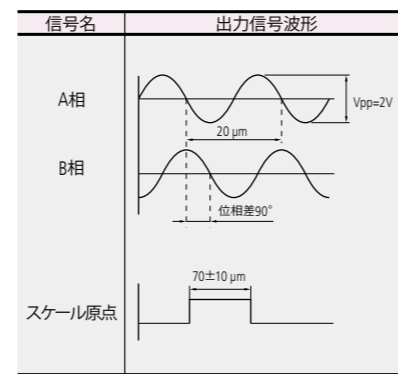 信号名 出力信号波形
A相
Vpp=2V
20 μm
B相
位相差90°
70±10 μm
スケール原点